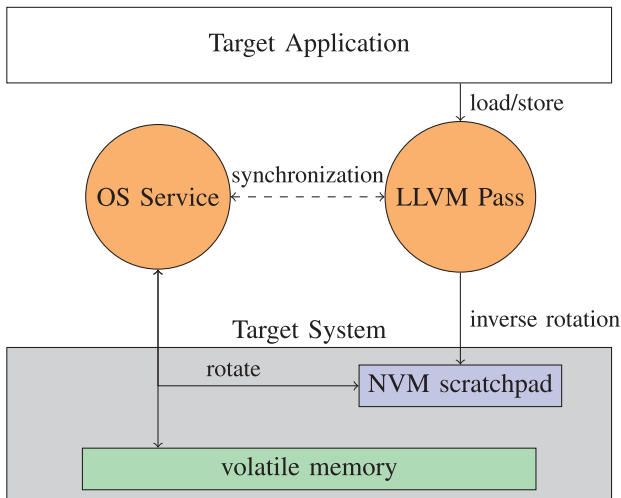 Target Application
load/store
synchronization
OS Service
LLVM Pass
inverse rotation
Target System
rotate
NVM scratchpad
volatile memory